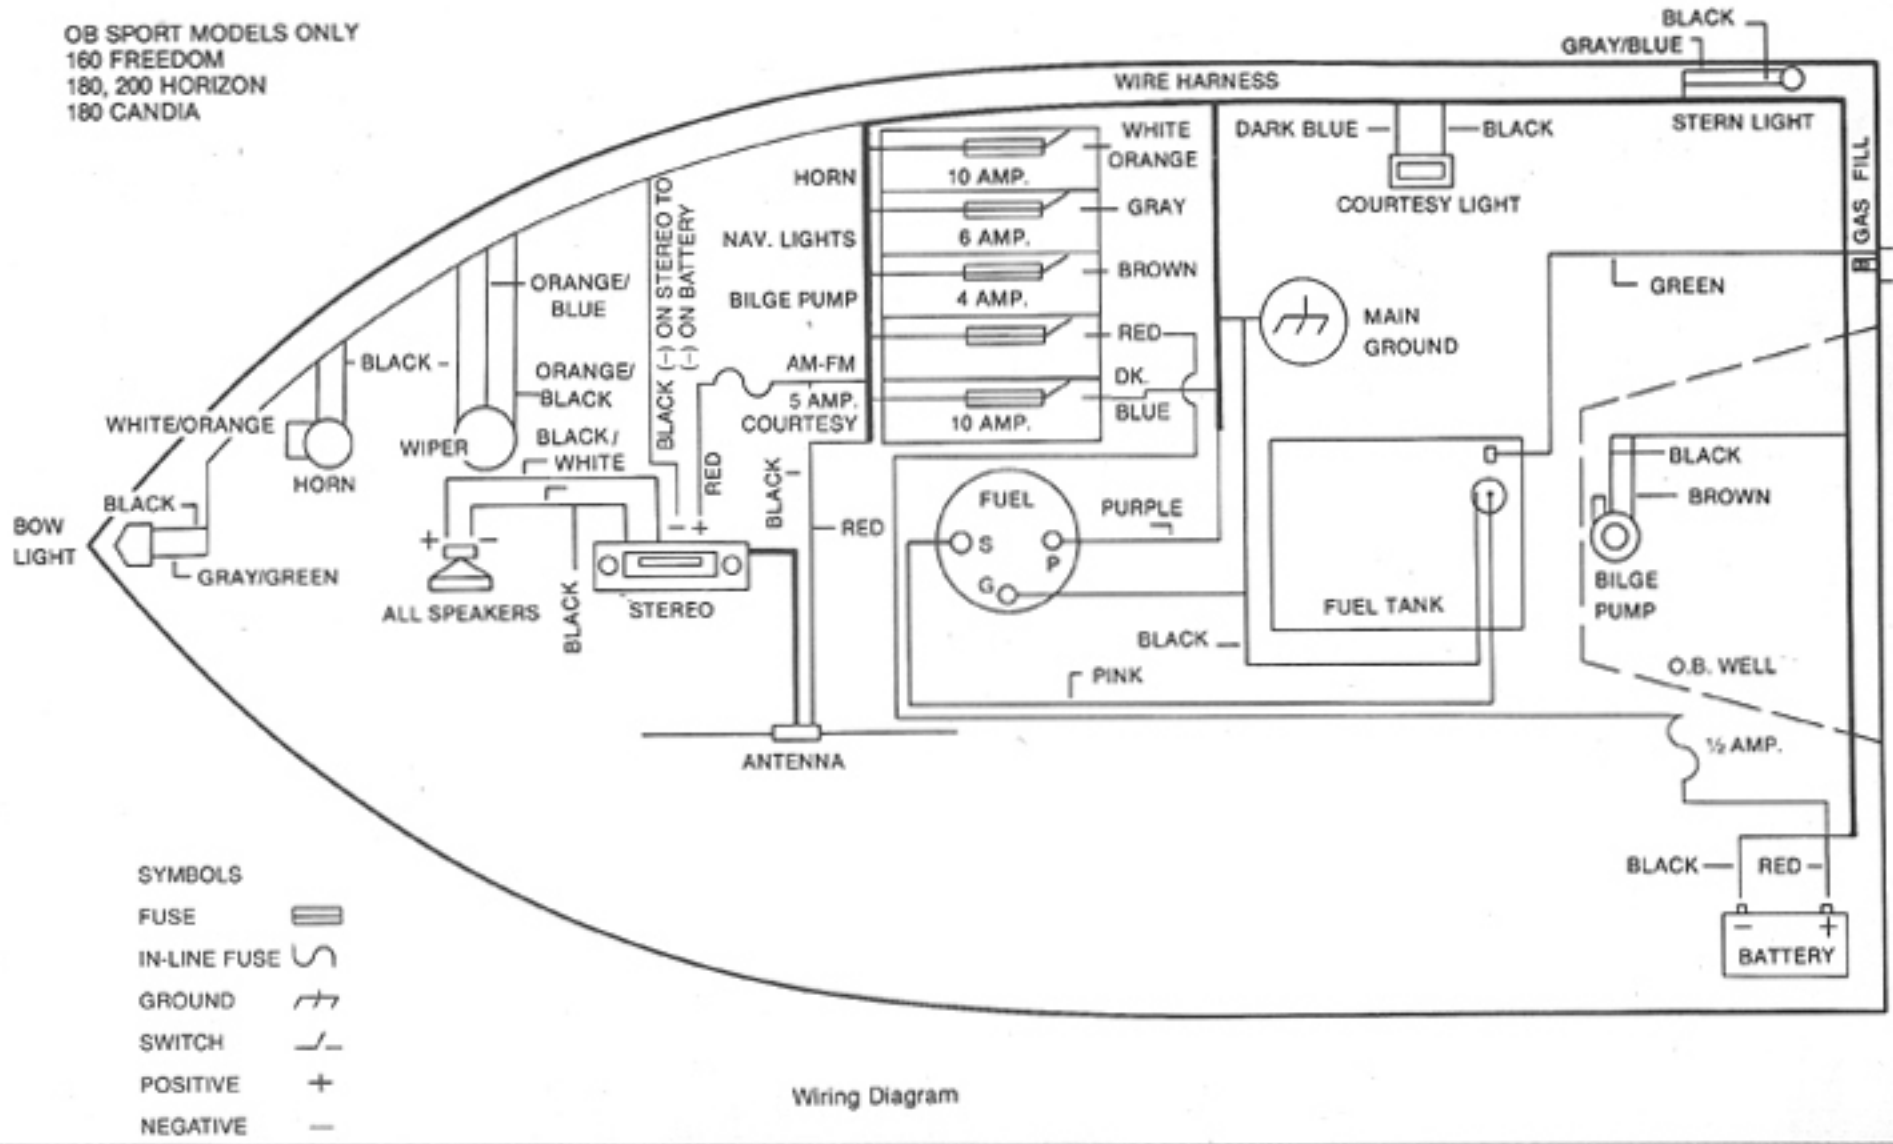 OB SPORT MODELS ONLY
160 FREEDOM
180, 200 HORIZON
180 CANDIA
BLACK
GRAY/BLUE
WIRE HARNESS
STERN LIGHT
DARK BLUE
BLACK
COURTESY LIGHT
GAS FILL
WHITE
ORANGE
HORN
10 AMP.
GRAY
NAV. LIGHTS
6 AMP.
BROWN
BILGE PUMP
4 AMP.
RED
AM-FM
5 AMP.
DK.
BLUE
COURTESY
10 AMP.
BLACK (-) ON STEREO TO
(-) ON BATTERY
ORANGE/
BLUE
BLACK
ORANGE/
BLACK
WHITE/ORANGE
HORN
WIPER
BLACK/
WHITE
RED
BLACK
RED
MAIN
GROUND
GREEN
BLACK
BOW
LIGHT
GRAY/GREEN
+ -
ALL SPEAKERS
BLACK
- +
STEREO
ANTENNA
FUEL
S
P
G
PURPLE
BLACK
PINK
FUEL TANK
BLACK
BROWN
BILGE
PUMP
O.B. WELL
½ AMP.
BLACK
RED
- +
BATTERY
SYMBOLS
FUSE
IN-LINE FUSE
GROUND
SWITCH
POSITIVE +
NEGATIVE —
Wiring Diagram